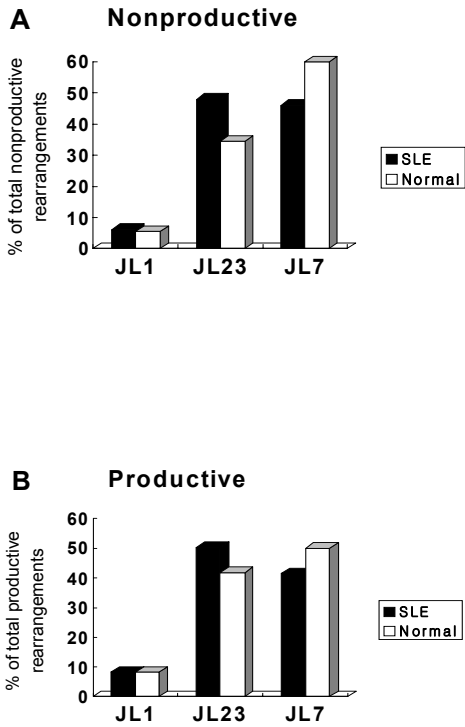 A
Nonproductive
% of total nonproductive
rearrangements
60
50
40
30
20
10
0
JL1 JL23 JL7
SLE
Normal
B
Productive
% of total productive
rearrangements
60
50
40
30
20
10
0
JL1 JL23 JL7
SLE
Normal